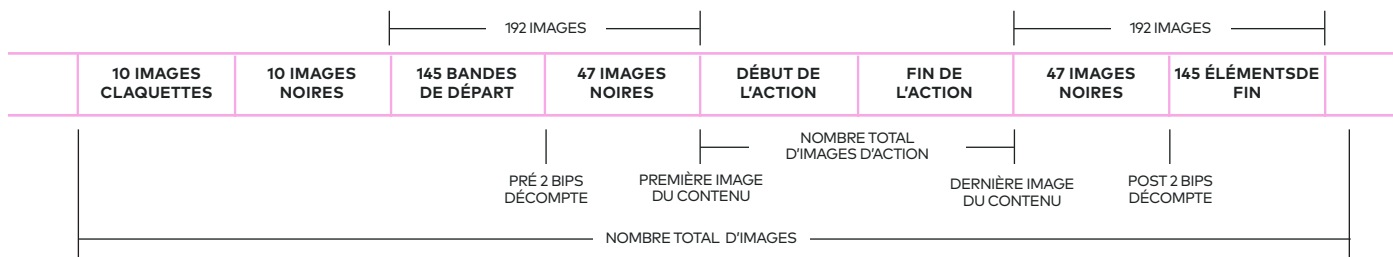 192 IMAGES
192 IMAGES
10 IMAGES
CLAQUETTES
10 IMAGES
NOIRES
145 BANDES
DE DÉPART
47 IMAGES
NOIRES
DÉBUT DE
L'ACTION
FIN DE
L'ACTION
47 IMAGES
NOIRES
145 ÉLÉMENTSDE
FIN
NOMBRE TOTAL
D'IMAGES D'ACTION
PRÉ 2 BIPS
DÉCOMPTE
PREMIÈRE IMAGE
DU CONTENU
DERNIÈRE IMAGE
DU CONTENU
POST 2 BIPS
DÉCOMPTE
NOMBRE TOTAL D'IMAGES